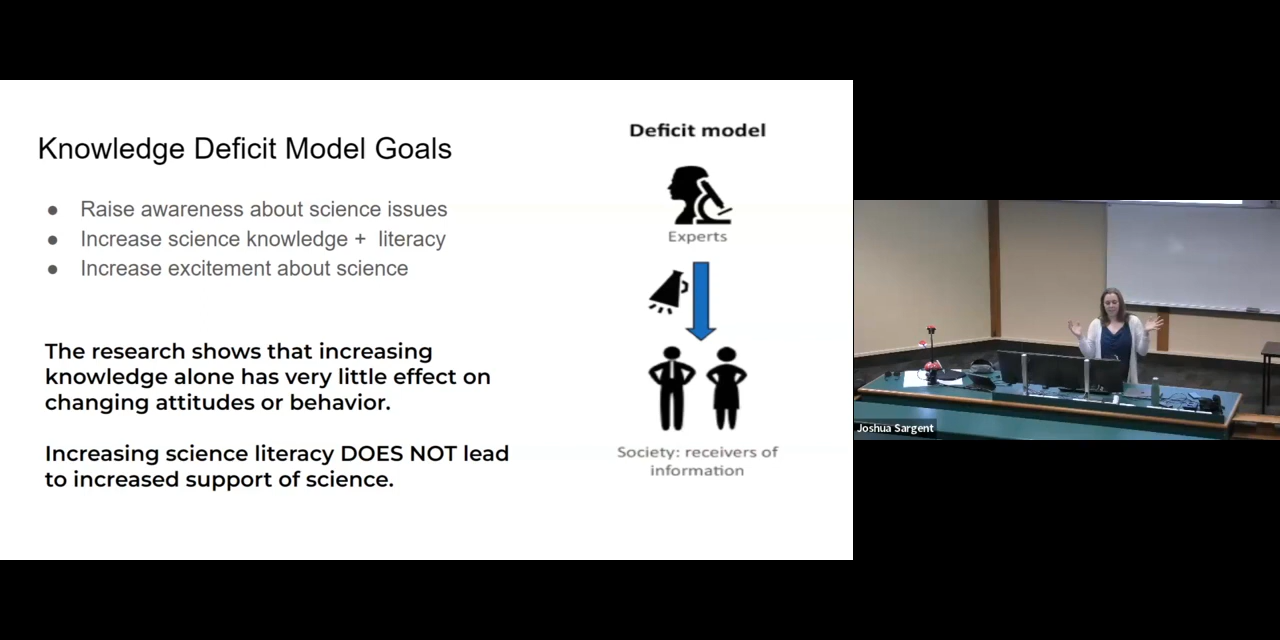 Knowledge Deficit Model Goals
● Raise awareness about science issues
● Increase science knowledge + literacy
● Increase excitement about science
The research shows that increasing
knowledge alone has very little effect on
changing attitudes or behavior.
Increasing science literacy DOES NOT lead
to increased support of science.
Deficit model
Experts
Society: receivers of
information
Joshua Sargent